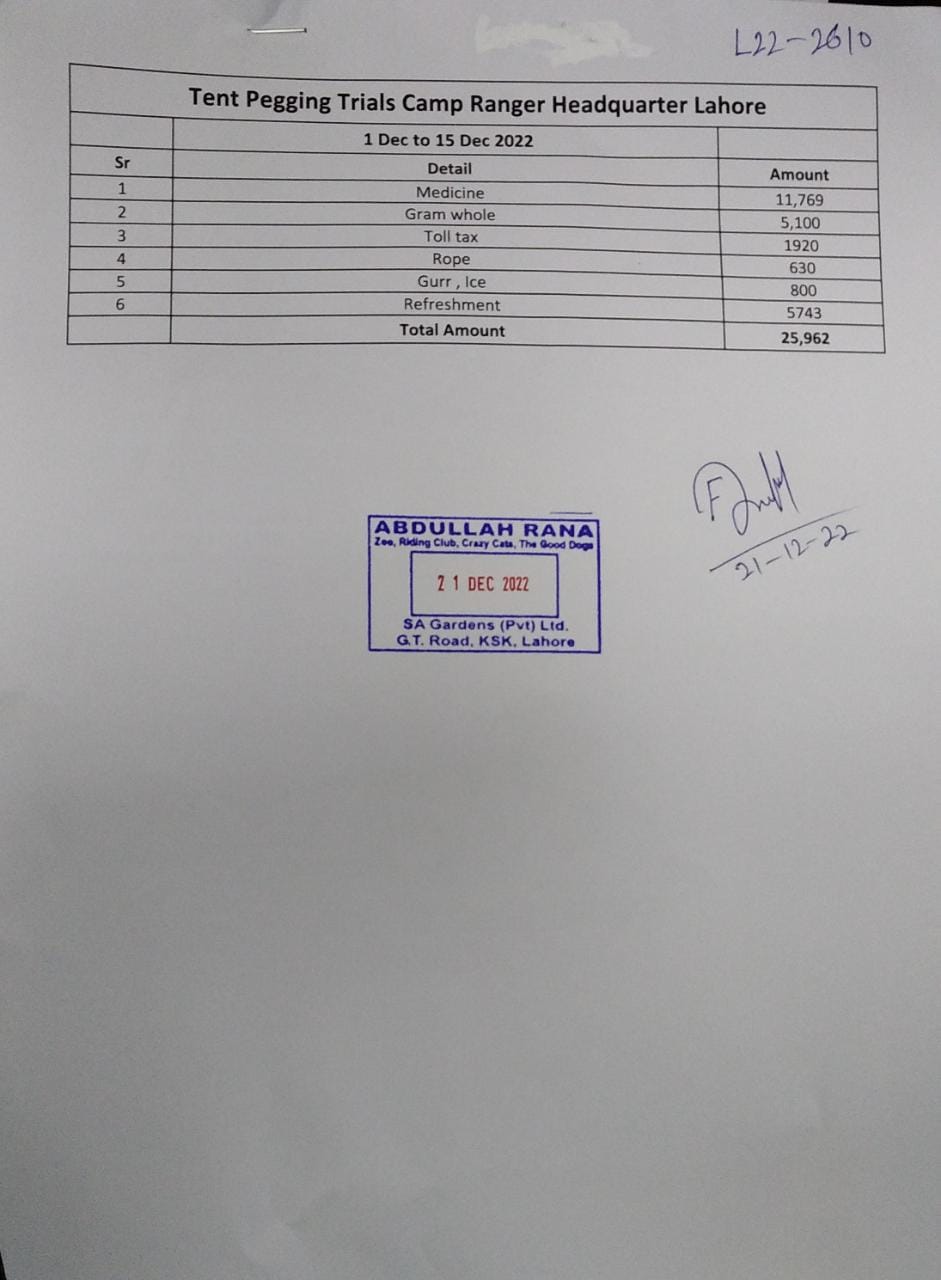 L22-2610
Tent Pegging Trials Camp Ranger Headquarter Lahore
1 Dec to 15 Dec 2022
Sr Detail Amount
1 Medicine 11,769
2 Gram whole 5,100
3 Toll tax 1920
4 Rope 630
5 Gurr , Ice 800
6 Refreshment 5743
Total Amount 25,962
21-12-22
ABDULLAH RANA
Zoo, Riding Club, Crazy Cats, The Good Dogs
21 DEC 2022
SA Gardens (Pvt) Ltd.
G.T. Road, KSK, Lahore